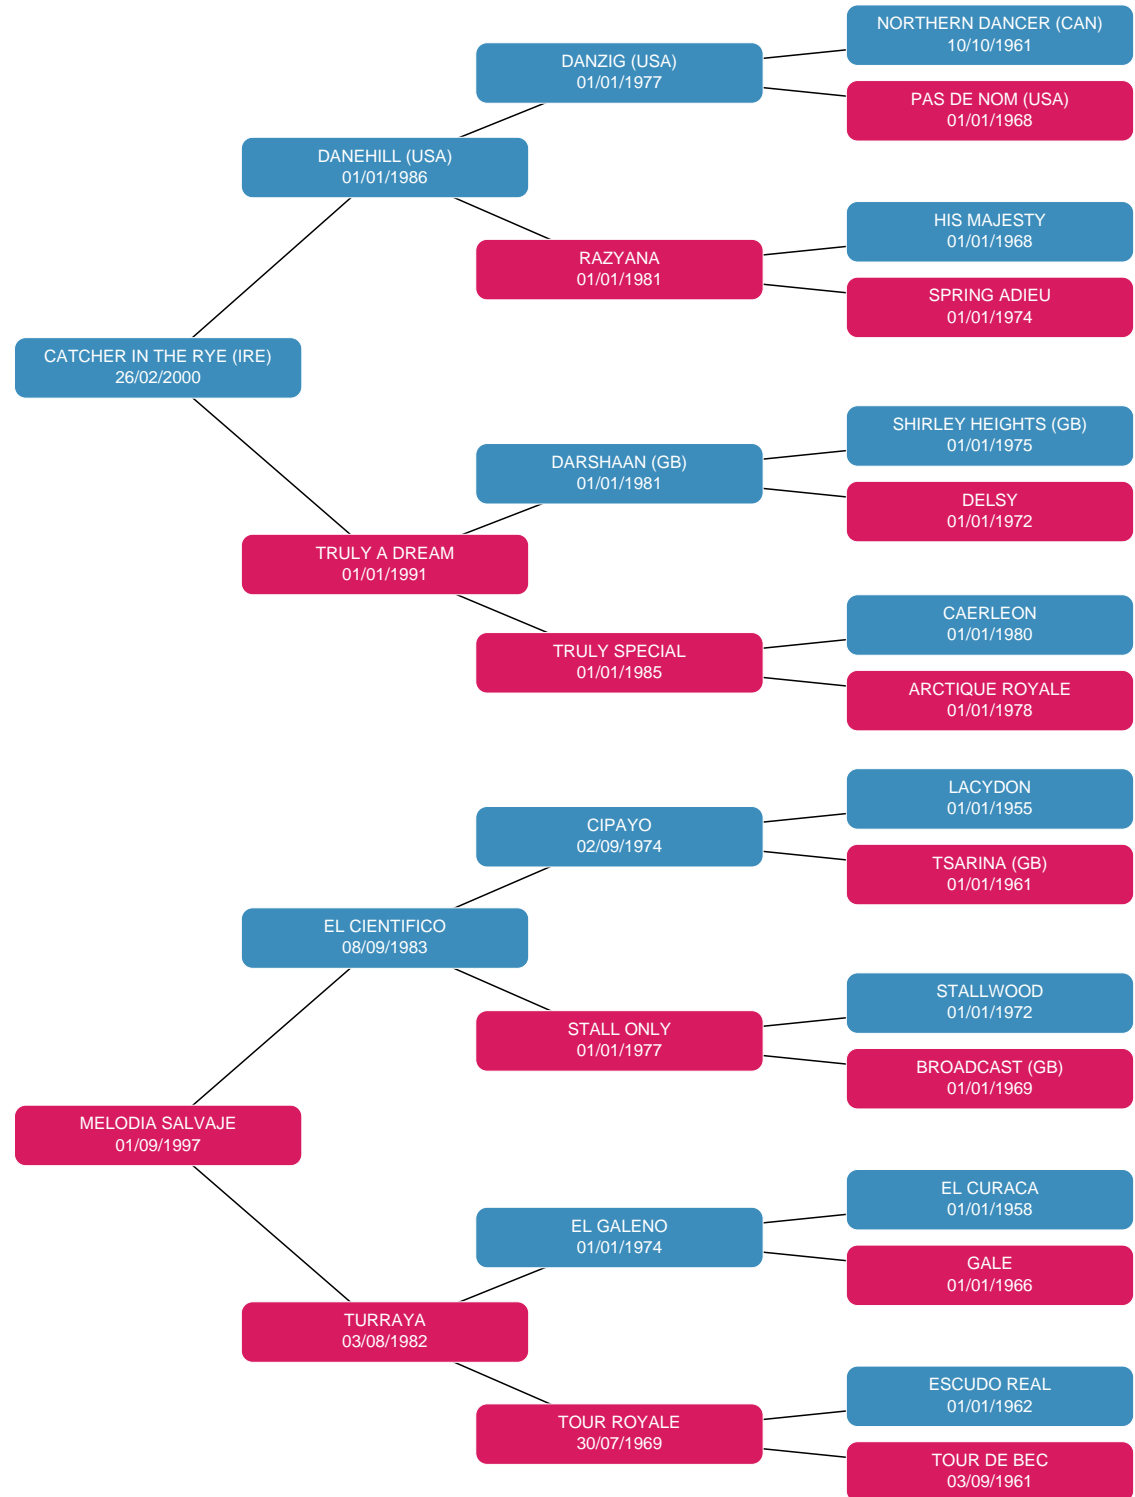 NORTHERN DANCER (CAN)
10/10/1961
DANZIG (USA)
01/01/1977
PAS DE NOM (USA)
01/01/1968
DANEHILL (USA)
01/01/1986
HIS MAJESTY
01/01/1968
RAZYANA
01/01/1981
SPRING ADIEU
01/01/1974
CATCHER IN THE RYE (IRE)
26/02/2000
SHIRLEY HEIGHTS (GB)
01/01/1975
DARSHAAN (GB)
01/01/1981
DELSY
01/01/1972
TRULY A DREAM
01/01/1991
CAERLEON
01/01/1980
TRULY SPECIAL
01/01/1985
ARCTIQUE ROYALE
01/01/1978
LACYDON
01/01/1955
CIPAYO
02/09/1974
TSARINA (GB)
01/01/1961
EL CIENTIFICO
08/09/1983
STALLWOOD
01/01/1972
STALL ONLY
01/01/1977
BROADCAST (GB)
01/01/1969
MELODIA SALVAJE
01/09/1997
EL CURACA
01/01/1958
EL GALENO
01/01/1974
GALE
01/01/1966
TURRAYA
03/08/1982
ESCUDO REAL
01/01/1962
TOUR ROYALE
30/07/1969
TOUR DE BEC
03/09/1961